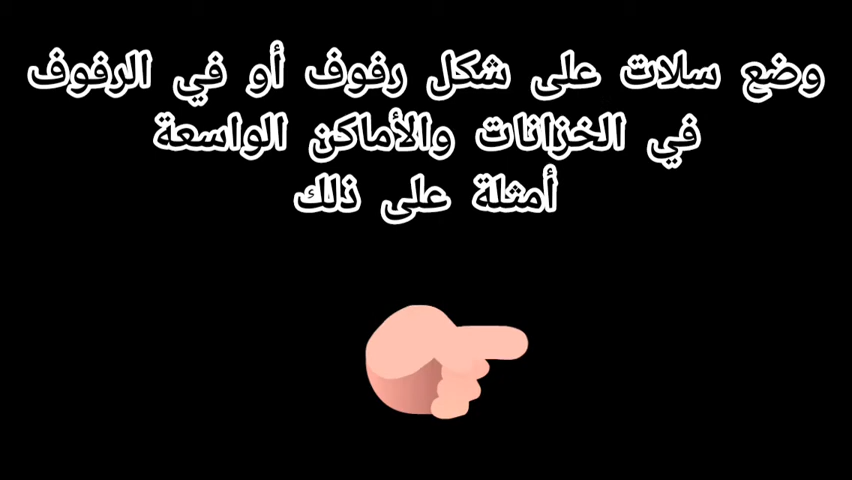 وضع سلات على شكل رفوف أو في الرفوف
في الخزانات والأماكن الواسعة
أمثلة على ذلك